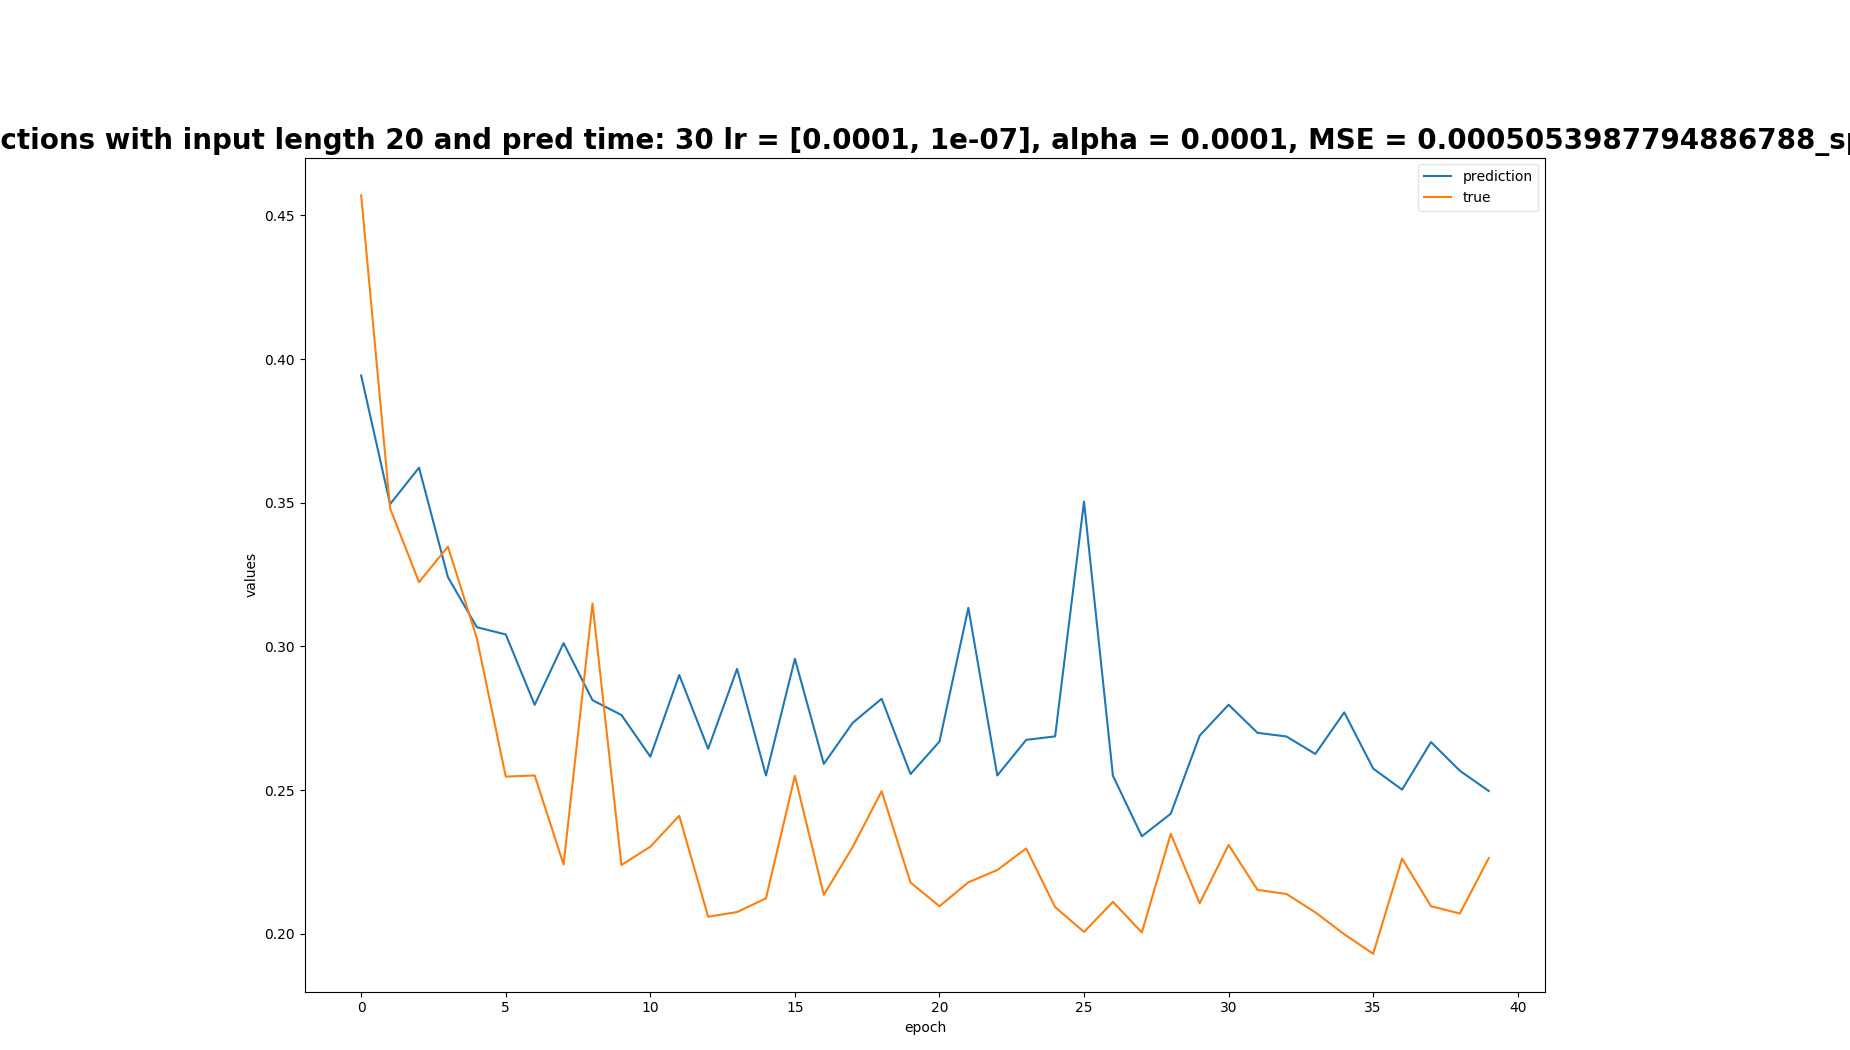 ctions with input length 20 and pred time: 30 lr = [0.0001, 1e-07], alpha = 0.0001, MSE = 0.0005053987794886788_sp
prediction
true
0.45
0.40
0.35
0.30
0.25
0.20
values
0 5 10 15 20 25 30 35 40
epoch